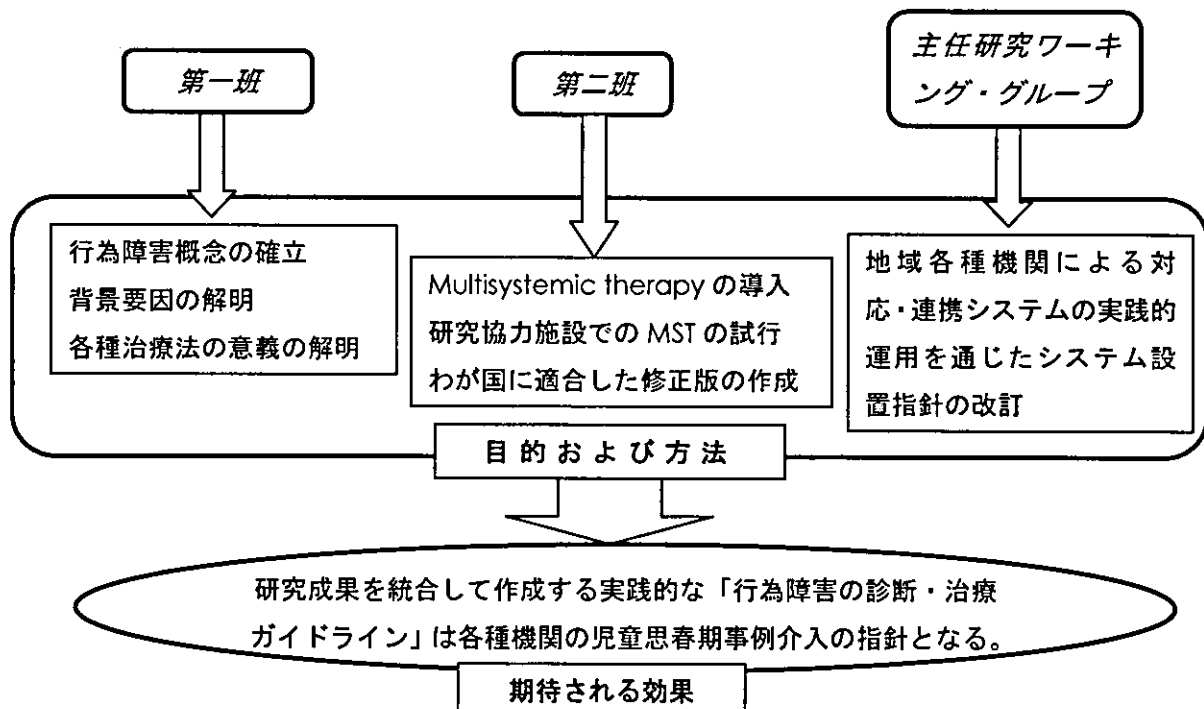 第一班
第二班
主任研究ワーキ
ング・グループ
行為障害概念の確立
背景要因の解明
各種治療法の意義の解明
Multisystemic therapy の導入
研究協力施設での MST の試行
わが国に適合した修正版の作成
地域各種機関による対
応・連携システムの実践的
運用を通じたシステム設
置指針の改訂
目的および方法
研究成果を統合して作成する実践的な「行為障害の診断・治療
ガイドライン」は各種機関の児童思春期事例介入の指針となる。
期待される効果